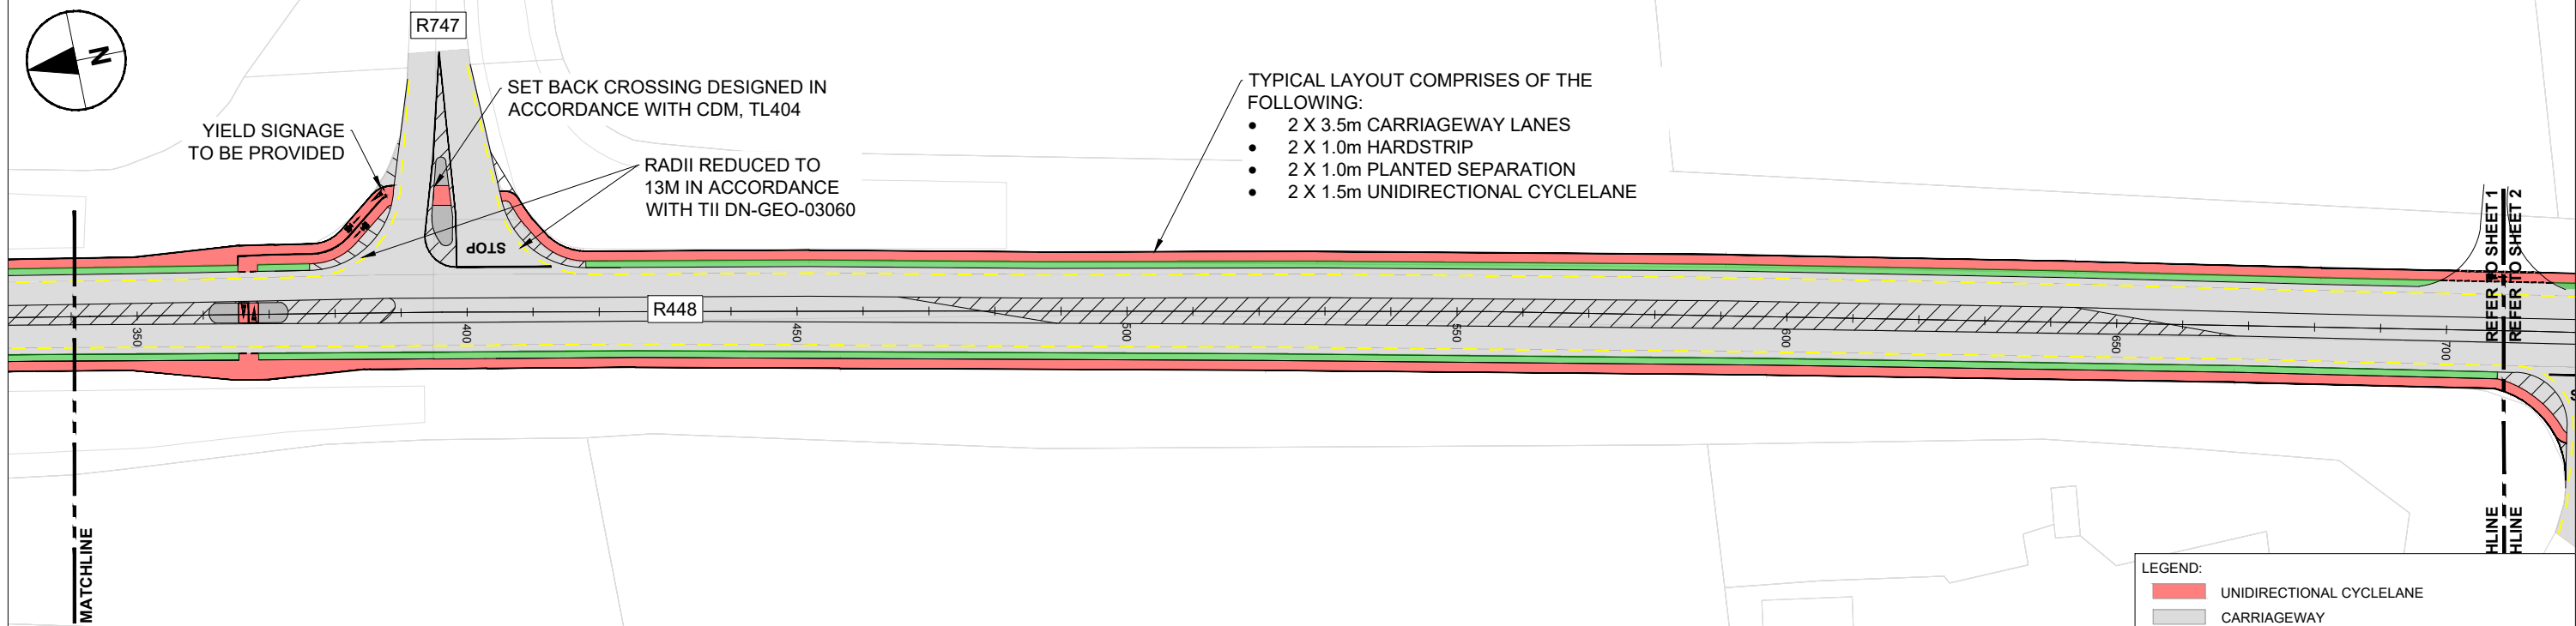 N
R747
SET BACK CROSSING DESIGNED IN
ACCORDANCE WITH CDM, TL404
YIELD SIGNAGE
TO BE PROVIDED
RADII REDUCED TO
13M IN ACCORDANCE
WITH TII DN-GEO-03060
TYPICAL LAYOUT COMPRISES OF THE
FOLLOWING:
● 2 X 3.5m CARRIAGEWAY LANES
● 2 X 1.0m HARDSTRIP
● 2 X 1.0m PLANTED SEPARATION
● 2 X 1.5m UNIDIRECTIONAL CYCLELANE
STOP
R448
350
400
450
500
550
600
650
700
REFER TO SHEET 1
REFER TO SHEET 2
MATCHLINE
HLINE
HLINE
S
LEGEND:
UNIDIRECTIONAL CYCLELANE
CARRIAGEWAY